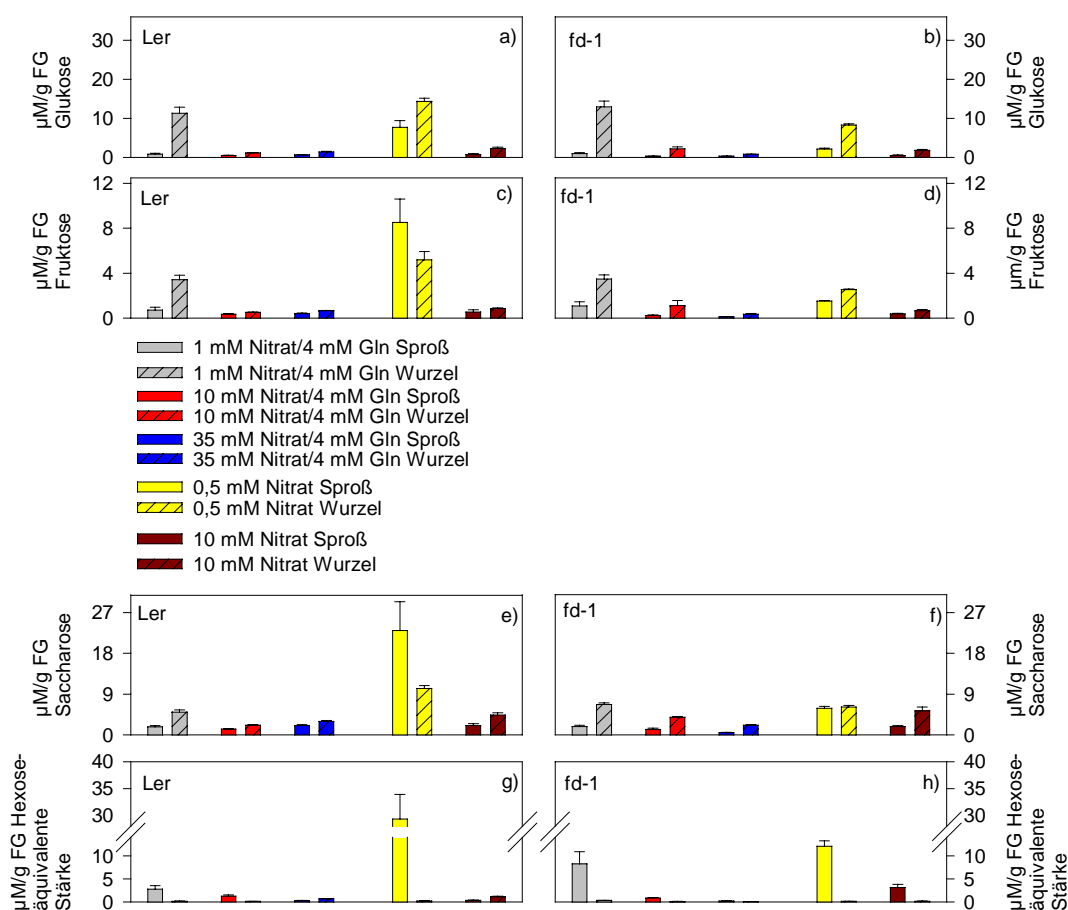 Ler
a)
30
20
10
0
µM/g FG
Glukose
fd-1
b)
30
20
10
0
µM/g FG
Glukose
Ler
c)
12
8
4
0
µM/g FG
Fruktose
fd-1
d)
12
8
4
0
µm/g FG
Fruktose
1 mM Nitrat/4 mM Gln Sproß
1 mM Nitrat/4 mM Gln Wurzel
10 mM Nitrat/4 mM Gln Sproß
10 mM Nitrat/4 mM Gln Wurzel
35 mM Nitrat/4 mM Gln Sproß
35 mM Nitrat/4 mM Gln Wurzel
0,5 mM Nitrat Sproß
0,5 mM Nitrat Wurzel
10 mM Nitrat Sproß
10 mM Nitrat Wurzel
Ler
e)
27
18
9
0
µM/g FG
Saccharose
fd-1
f)
27
18
9
0
µM/g FG
Saccharose
Ler
g)
40
35
30
10
5
0
µM/g FG Hexose-
äquivalente
Stärke
fd-1
h)
40
35
30
10
5
0
µM/g FG Hexose-
äquivalente
Stärke